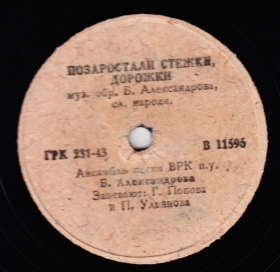 ПОЗАРОСТАЛИ СТЕЖКИ,
ДОРОЖКИ
муз. обр. Б. Александрова,
сл. народн.
ГРК 231-43 В 11595
Ансамбль песни ВРК п.у.
Б. Александрова
Запевают: Г. Попова
и П. Ульянова